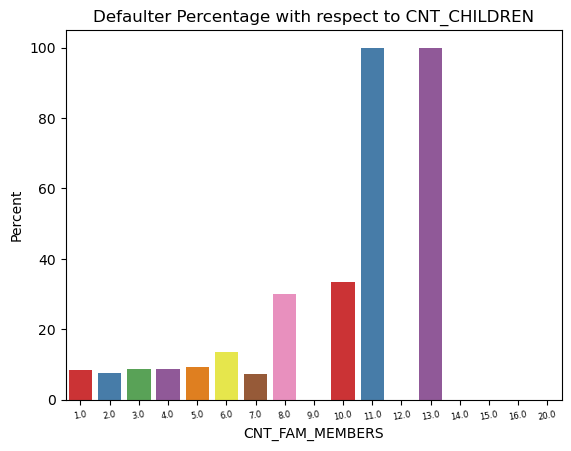 Defaulter Percentage with respect to CNT_CHILDREN
100
80
60
40
20
0
Percent
1.0 2.0 3.0 4.0 5.0 6.0 7.0 8.0 9.0 10.0 11.0 12.0 13.0 14.0 15.0 16.0 20.0
CNT_FAM_MEMBERS